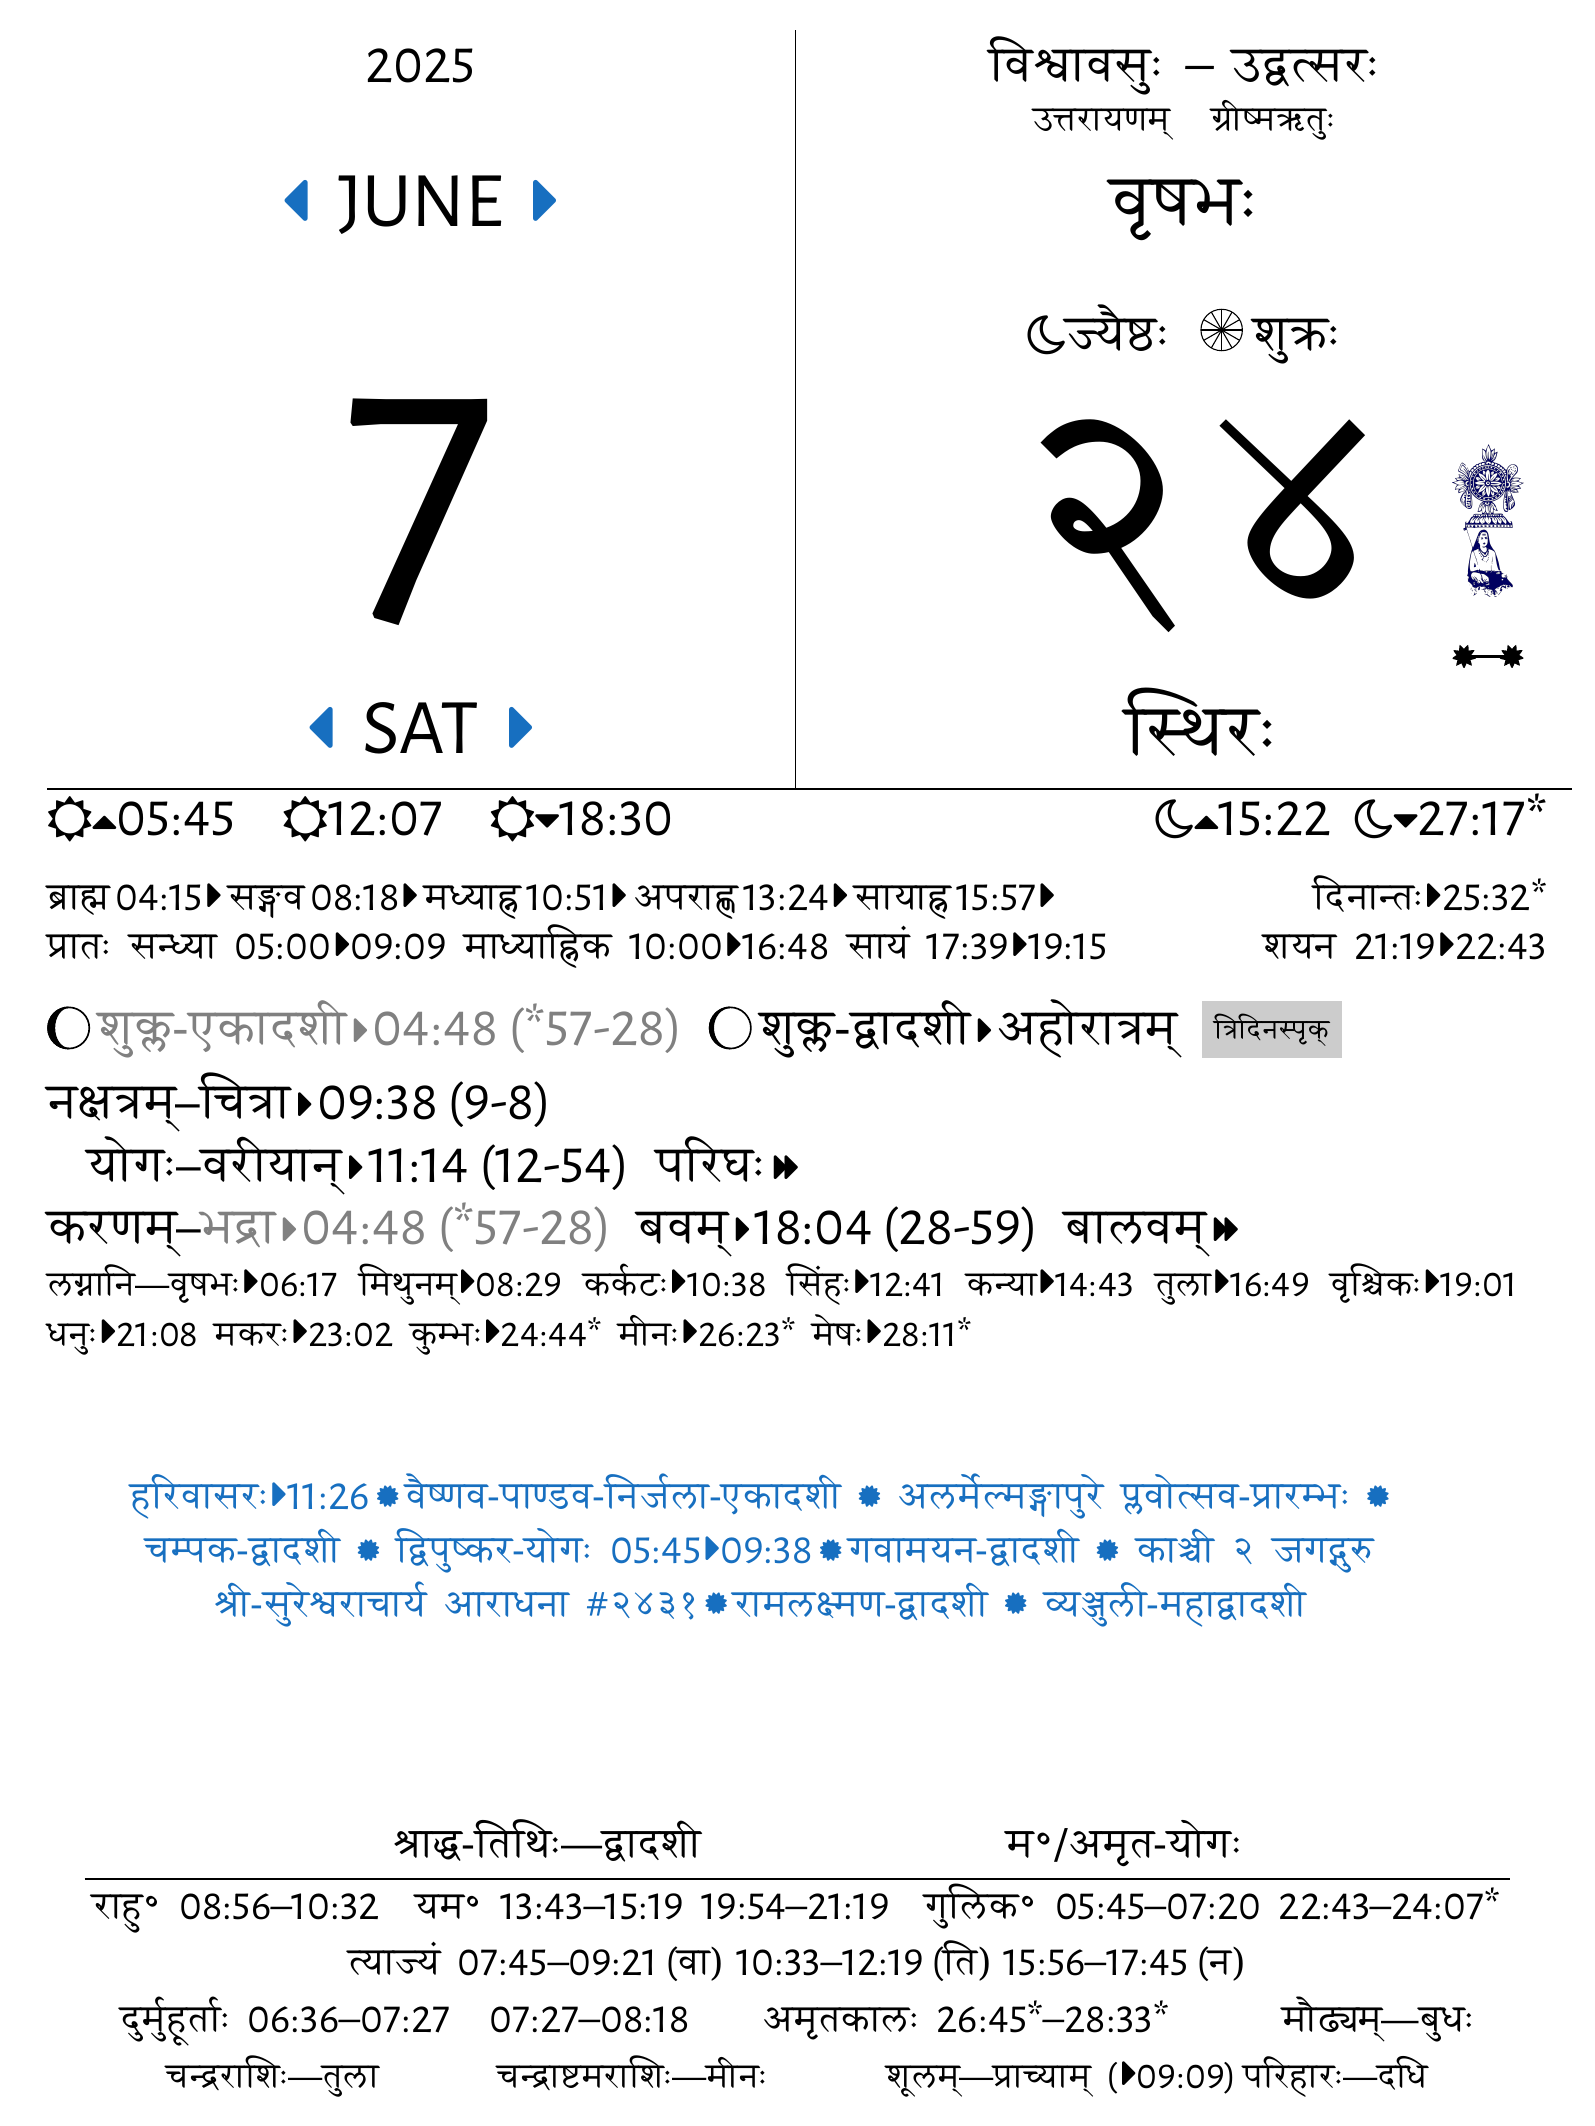 2025
JUNE
7
SAT
विश्वावसुः – उद्वत्सरः
उत्तरायणम् ग्रीष्मऋतुः
वृषभः
ज्यैष्ठः शुक्रः
२४
स्थिरः
05:45 12:07 18:30 15:22 27:17*
ब्राह्म 04:15 सङ्गव 08:18 मध्याह्न 10:51 अपराह्ण 13:24 सायाह्न 15:57 दिनान्तः 25:32*
प्रातः सन्ध्या 05:00 09:09 माध्याह्निक 10:00 16:48 सायं 17:39 19:15 शयन 21:19 22:43
शुक्ल-एकादशी 04:48 (*57-28) शुक्ल-द्वादशी अहोरात्रम् त्रिदिनस्पृक्
नक्षत्रम्–चित्रा 09:38 (9-8)
योगः–वरीयान् 11:14 (12-54) परिघः
करणम्–भद्रा 04:48 (*57-28) बवम् 18:04 (28-59) बालवम्
लग्नानि—वृषभः 06:17 मिथुनम् 08:29 कर्कटः 10:38 सिंहः 12:41 कन्या 14:43 तुला 16:49 वृश्चिकः 19:01
धनुः 21:08 मकरः 23:02 कुम्भः 24:44* मीनः 26:23* मेषः 28:11*
हरिवासरः 11:26 वैष्णव-पाण्डव-निर्जला-एकादशी अलर्मेल्मङ्गापुरे प्लवोत्सव-प्रारम्भः
चम्पक-द्वादशी द्विपुष्कर-योगः 05:45 09:38 गवामयन-द्वादशी काञ्ची २ जगद्गुरु
श्री-सुरेश्वराचार्य आराधना #२४३१ रामलक्ष्मण-द्वादशी व्यञ्जुली-महाद्वादशी
श्राद्ध-तिथिः—द्वादशी म॰/अमृत-योगः
राहु॰ 08:56–10:32 यम॰ 13:43–15:19 19:54–21:19 गुलिक॰ 05:45–07:20 22:43–24:07*
त्याज्यं 07:45–09:21 (वा) 10:33–12:19 (ति) 15:56–17:45 (न)
दुर्मुहूर्ताः 06:36–07:27 07:27–08:18 अमृतकालः 26:45*–28:33* मौढ्यम्—बुधः
चन्द्रराशिः—तुला चन्द्राष्टमराशिः—मीनः शूलम्—प्राच्याम् (09:09) परिहारः—दधि